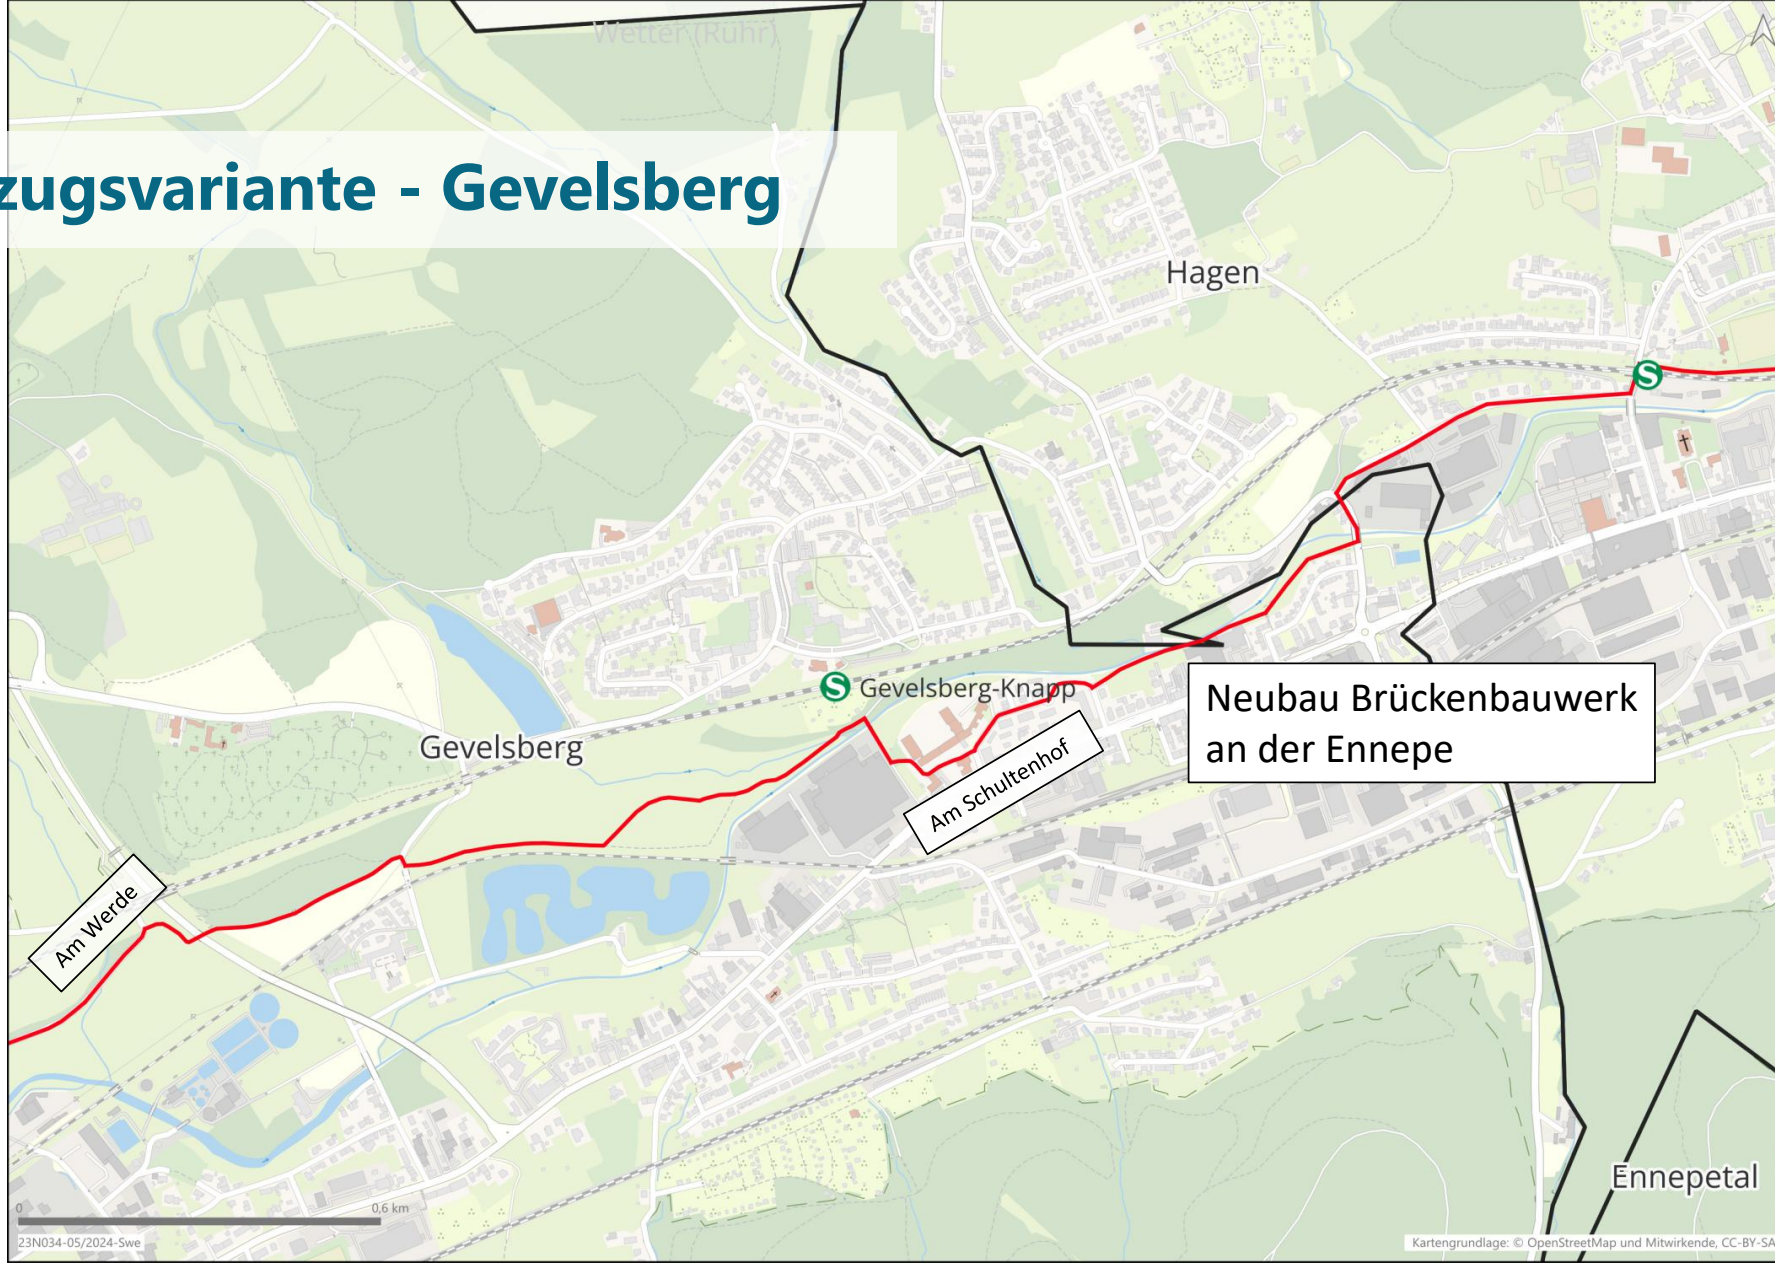 Wetter (Ruhr)
zugsvariante - Gevelsberg
Hagen
S
S Gevelsberg-Knapp
Neubau Brückenbauwerk
an der Ennepe
Gevelsberg
Am Schultenhof
Am Werde
Ennepetal
0 0,6 km
23N034-05/2024-Swe
Kartengrundlage: © OpenStreetMap und Mitwirkende, CC-BY-SA